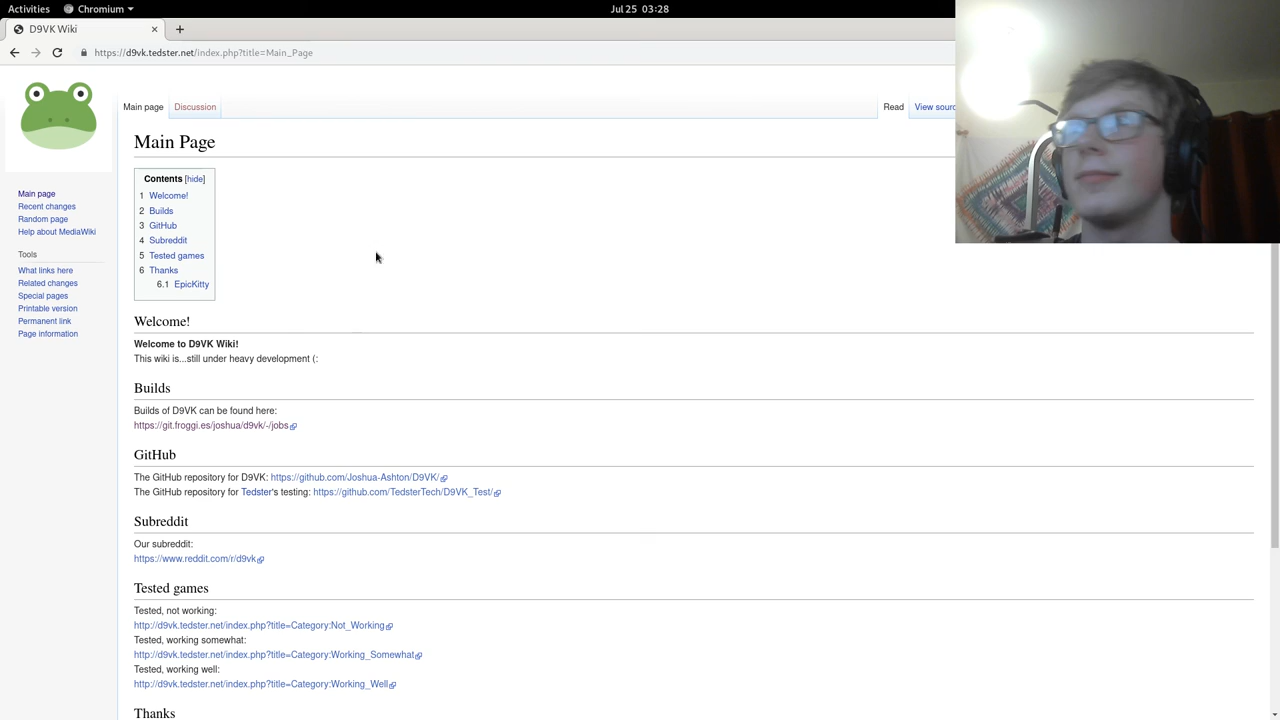 Activities Chromium Jul 25 03:28
D9VK Wiki
https://d9vk.tedster.net/index.php?title=Main_Page
Main page Discussion Read View sourc
Main Page
Contents [hide]
1 Welcome!
2 Builds
3 GitHub
4 Subreddit
5 Tested games
6 Thanks
6.1 EpicKitty
Main page
Recent changes
Random page
Help about MediaWiki
Tools
What links here
Related changes
Special pages
Printable version
Permanent link
Page information
Welcome!
Welcome to D9VK Wiki!
This wiki is...still under heavy development (:
Builds
Builds of D9VK can be found here:
https://git.froggi.es/joshua/d9vk/-/jobs
GitHub
The GitHub repository for D9VK: https://github.com/Joshua-Ashton/D9VK/
The GitHub repository for Tedster's testing: https://github.com/TedsterTech/D9VK_Test/
Subreddit
Our subreddit:
https://www.reddit.com/r/d9vk
Tested games
Tested, not working:
http://d9vk.tedster.net/index.php?title=Category:Not_Working
Tested, working somewhat:
http://d9vk.tedster.net/index.php?title=Category:Working_Somewhat
Tested, working well:
http://d9vk.tedster.net/index.php?title=Category:Working_Well
Thanks